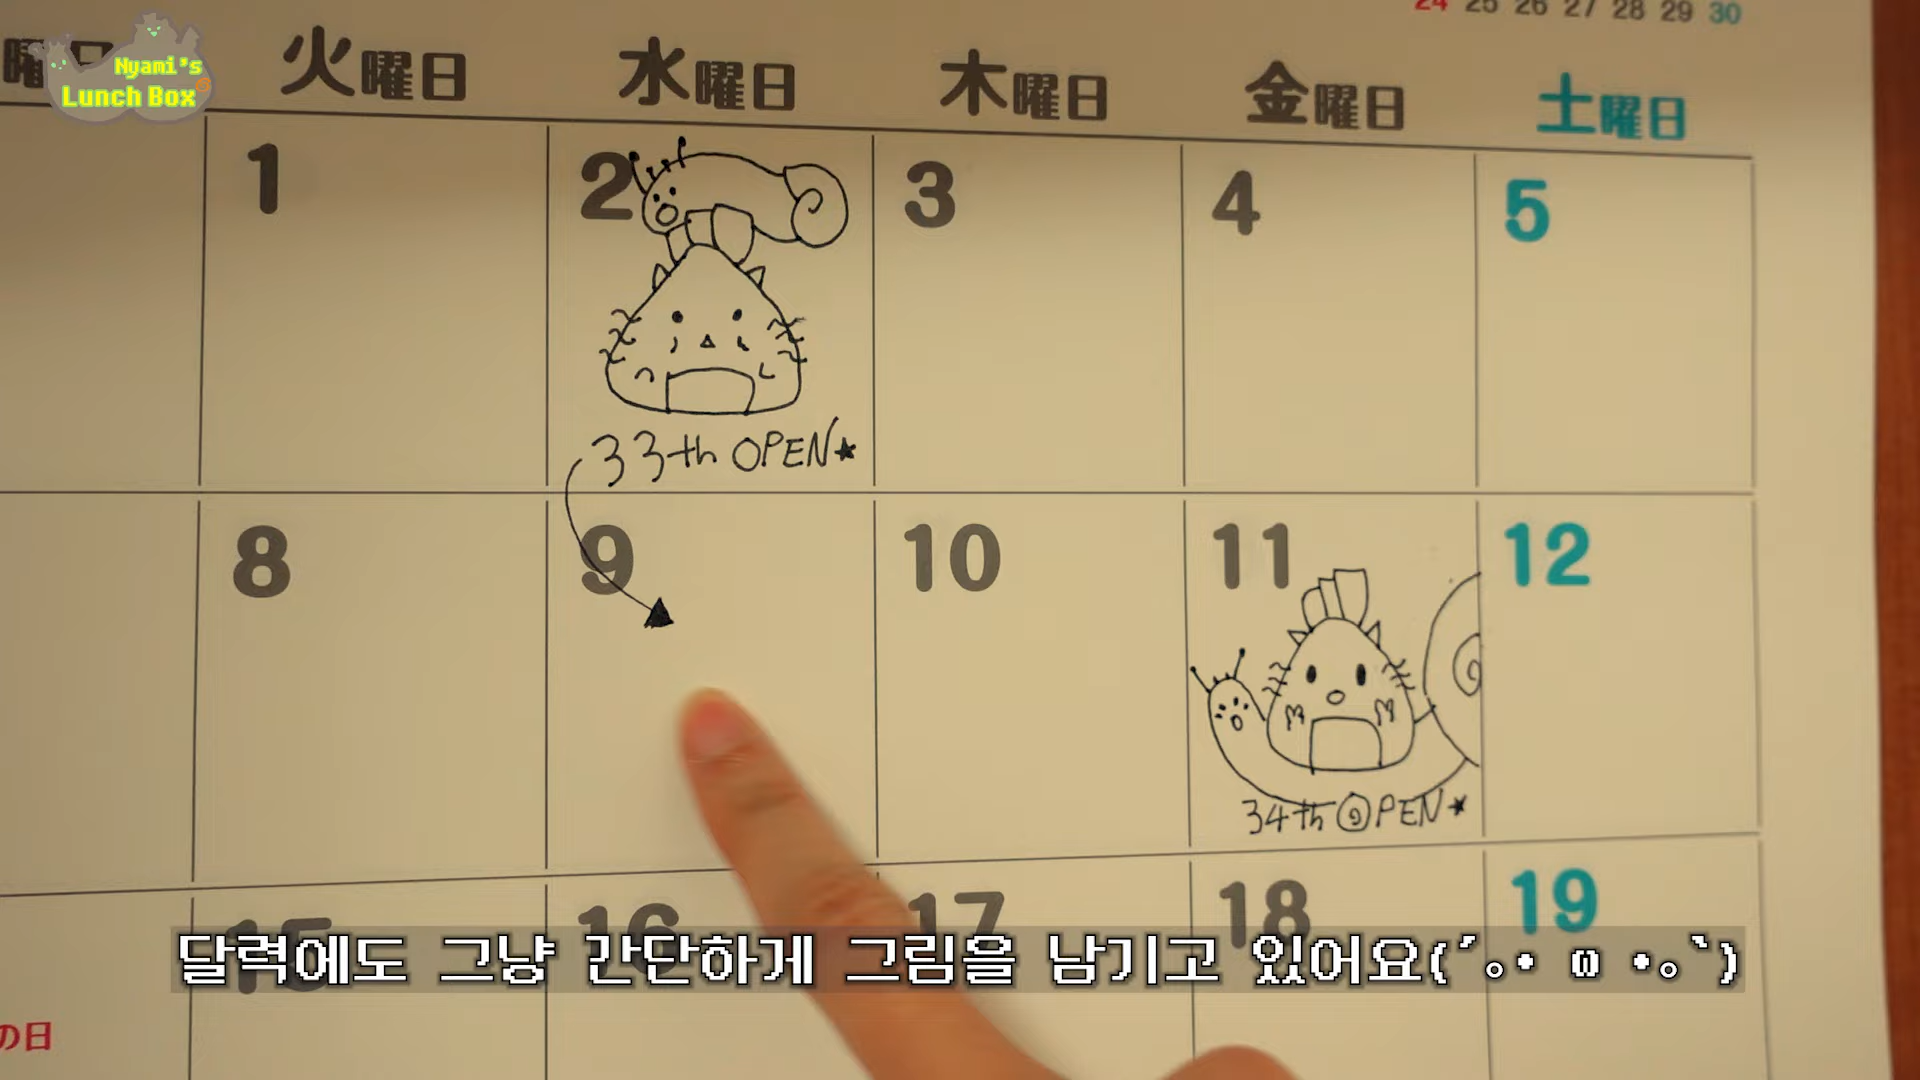 24 25 26 27 28 29 30
Nyami's
Lunch Box
曜日 火曜日 水曜日 木曜日 金曜日 土曜日
1 2 3 4 5
33th OPEN★
8 9 10 11 12
34th OPEN★
15 16 17 18 19
달력에도 그냥 간단하게 그림을 남기고 있어요(´｡• ω •｡`)
の日